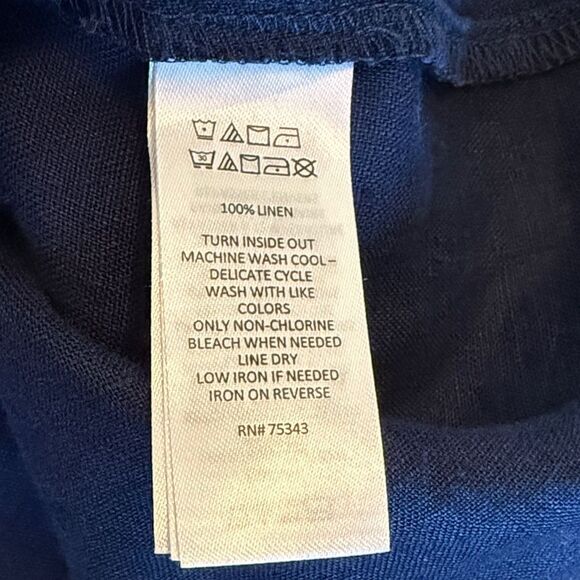 30
100% LINEN
TURN INSIDE OUT
MACHINE WASH COOL –
DELICATE CYCLE
WASH WITH LIKE
COLORS
ONLY NON-CHLORINE
BLEACH WHEN NEEDED
LINE DRY
LOW IRON IF NEEDED
IRON ON REVERSE
RN# 75343